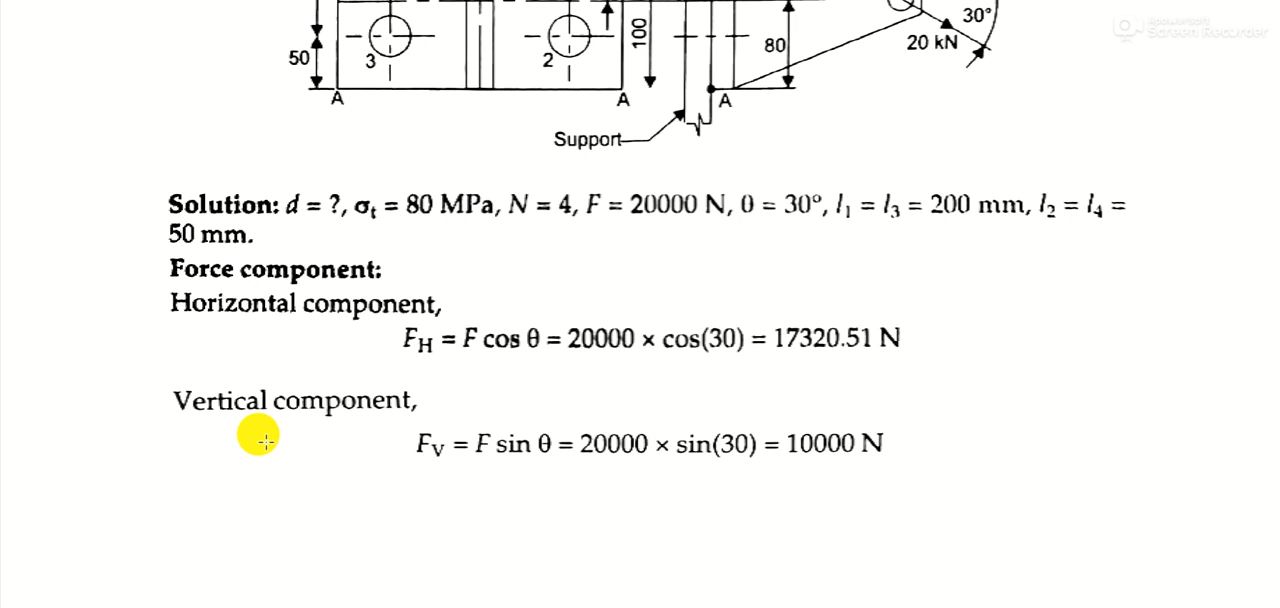 30°
20 kN
50
3
2
100
80
A
A
A
Support
Solution: d = ?, σt = 80 MPa, N = 4, F = 20000 N, θ = 30°, l1 = l3 = 200 mm, l2 = l4 =
50 mm.
Force component:
Horizontal component,
FH = F cos θ = 20000 × cos(30) = 17320.51 N
Vertical component,
FV = F sin θ = 20000 × sin(30) = 10000 N
Screen Recorder